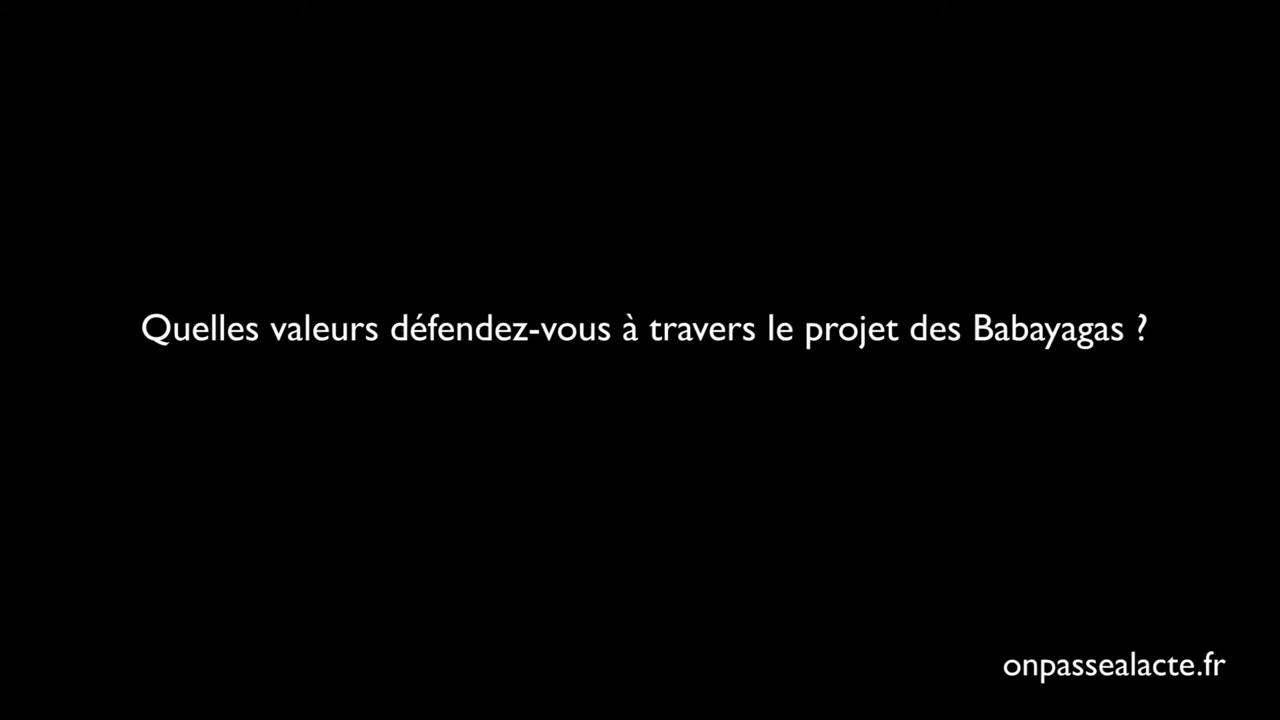 Quelles valeurs défendez-vous à travers le projet des Babayagas ?
onpassealacte.fr